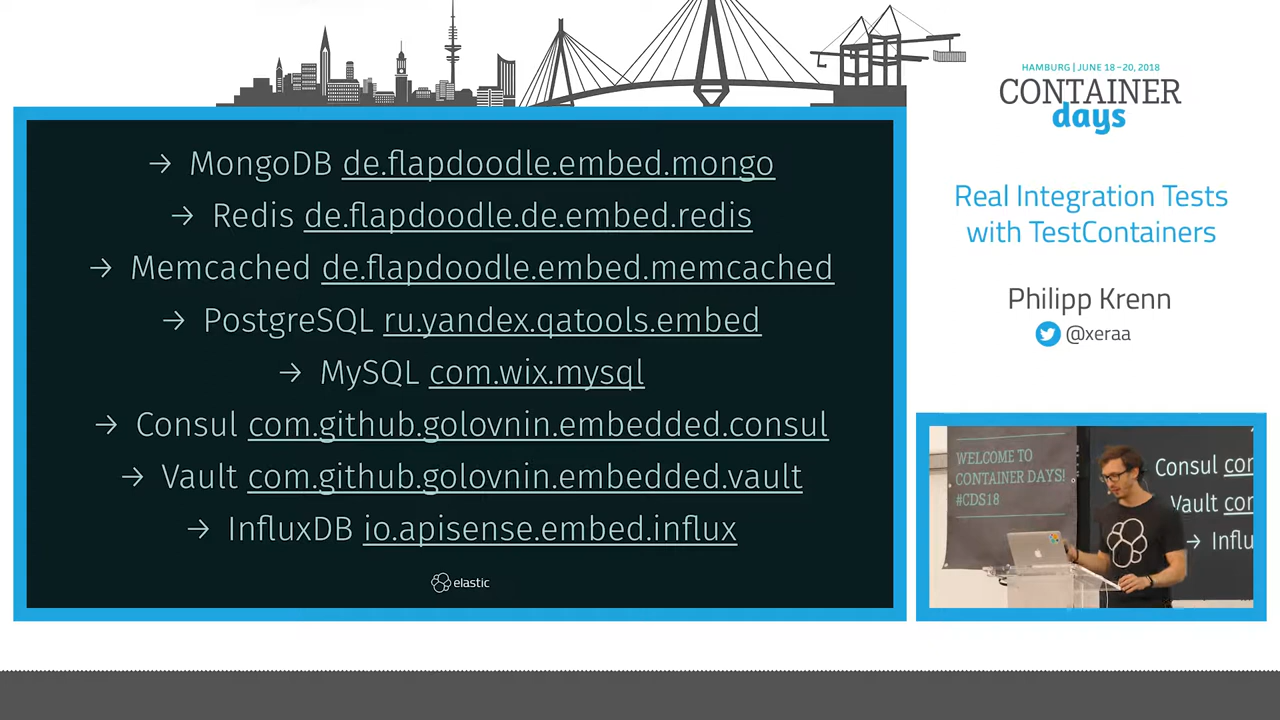 HAMBURG | JUNE 18–20, 2018
CONTAINER
days
→ MongoDB de.flapdoodle.embed.mongo
→ Redis de.flapdoodle.de.embed.redis
→ Memcached de.flapdoodle.embed.memcached
→ PostgreSQL ru.yandex.qatools.embed
→ MySQL com.wix.mysql
→ Consul com.github.golovnin.embedded.consul
→ Vault com.github.golovnin.embedded.vault
→ InfluxDB io.apisense.embed.influx
elastic
Real Integration Tests
with TestContainers
Philipp Krenn
@xeraa
WELCOME TO
CONTAINER DAYS!
#CDS18
Consul con
Vault con
→ Influ